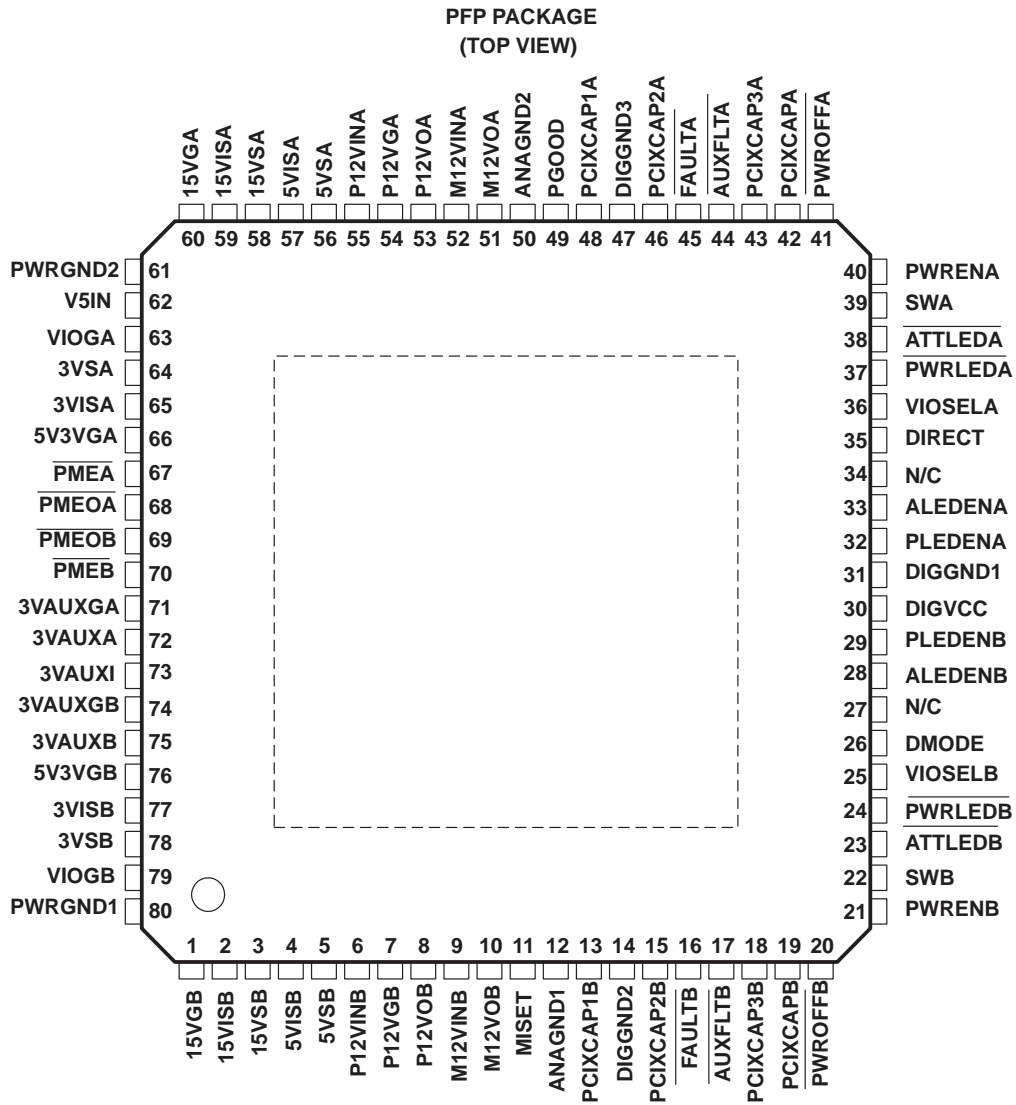 PFP PACKAGE
(TOP VIEW)
15VGA
15VISA
15VSA
5VISA
5VSA
P12VINA
P12VGA
P12VOA
M12VINA
M12VOA
ANAGND2
PGOOD
PCIXCAP1A
DIGGND3
PCIXCAP2A
FAULTA
AUXFLTA
PCIXCAP3A
PCIXCAPA
PWROFFA
60 59 58 57 56 55 54 53 52 51 50 49 48 47 46 45 44 43 42 41
PWRGND2 61
V5IN 62
VIOGA 63
3VSA 64
3VISA 65
5V3VGA 66
PMEA 67
PMEOA 68
PMEOB 69
PMEB 70
3VAUXGA 71
3VAUXA 72
3VAUXI 73
3VAUXGB 74
3VAUXB 75
5V3VGB 76
3VISB 77
3VSB 78
VIOGB 79
PWRGND1 80
40 PWRENA
39 SWA
38 ATTLEDA
37 PWRLEDA
36 VIOSELA
35 DIRECT
34 N/C
33 ALEDENA
32 PLEDENA
31 DIGGND1
30 DIGVCC
29 PLEDENB
28 ALEDENB
27 N/C
26 DMODE
25 VIOSELB
24 PWRLEDB
23 ATTLEDB
22 SWB
21 PWRENB
1 2 3 4 5 6 7 8 9 10 11 12 13 14 15 16 17 18 19 20
15VGB
15VISB
15VSB
5VISB
5VSB
P12VINB
P12VGB
P12VOB
M12VINB
M12VOB
MISET
ANAGND1
PCIXCAP1B
DIGGND2
PCIXCAP2B
FAULTB
AUXFLTB
PCIXCAP3B
PCIXCAPB
PWROFFB